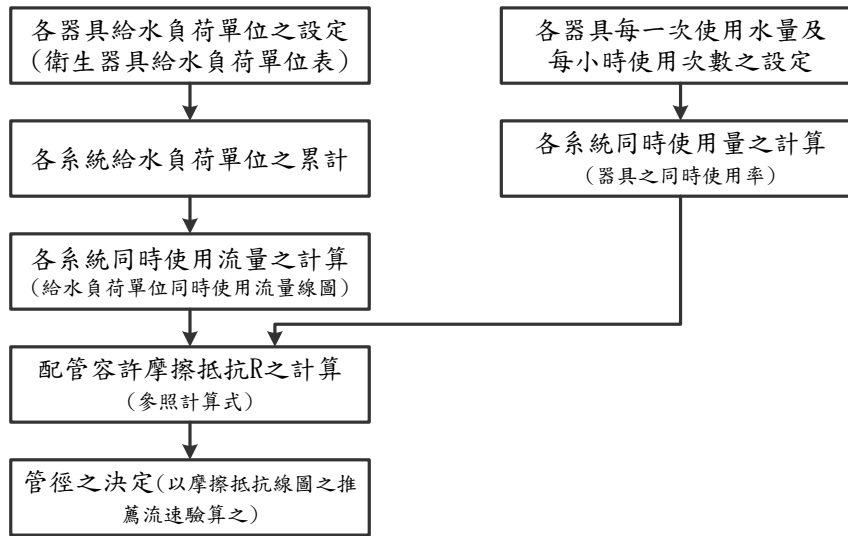 各器具給水負荷單位之設定
(衛生器具給水負荷單位表)
各系統給水負荷單位之累計
各系統同時使用流量之計算
(給水負荷單位同時使用流量線圖)
各器具每一次使用水量及
每小時使用次數之設定
各系統同時使用量之計算
(器具之同時使用率)
配管容許摩擦抵抗R之計算
(參照計算式)
管徑之決定(以摩擦抵抗線圖之推
薦流速驗算之)